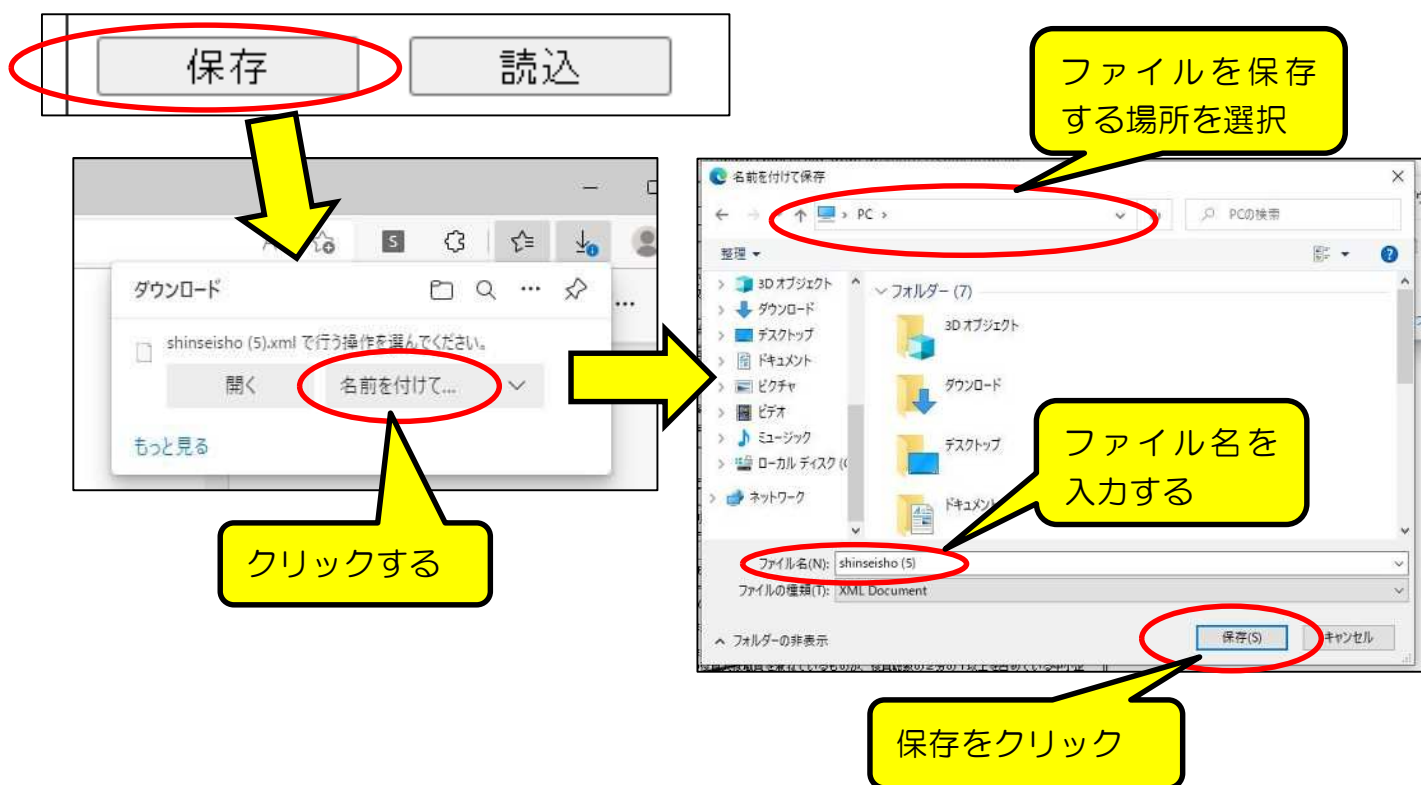 保存
読込
ファイルを保存
する場所を選択
ダウンロード
shinseisho (5).xml で行う操作を選んでください。
開く
名前を付けて...
もっと見る
クリックする
名前を付けて保存
PC
PCの検索
整理
3D オブジェクト
ダウンロード
デスクトップ
ドキュメント
ピクチャ
ビデオ
ミュージック
ローカル ディスク (C
ネットワーク
フォルダー (7)
3D オブジェクト
ダウンロード
デスクトップ
ドキュメント
ファイル名を
入力する
ファイル名(N): shinseisho (5)
ファイルの種類(T): XML Document
フォルダーの非表示
保存(S)
キャンセル
保存をクリック